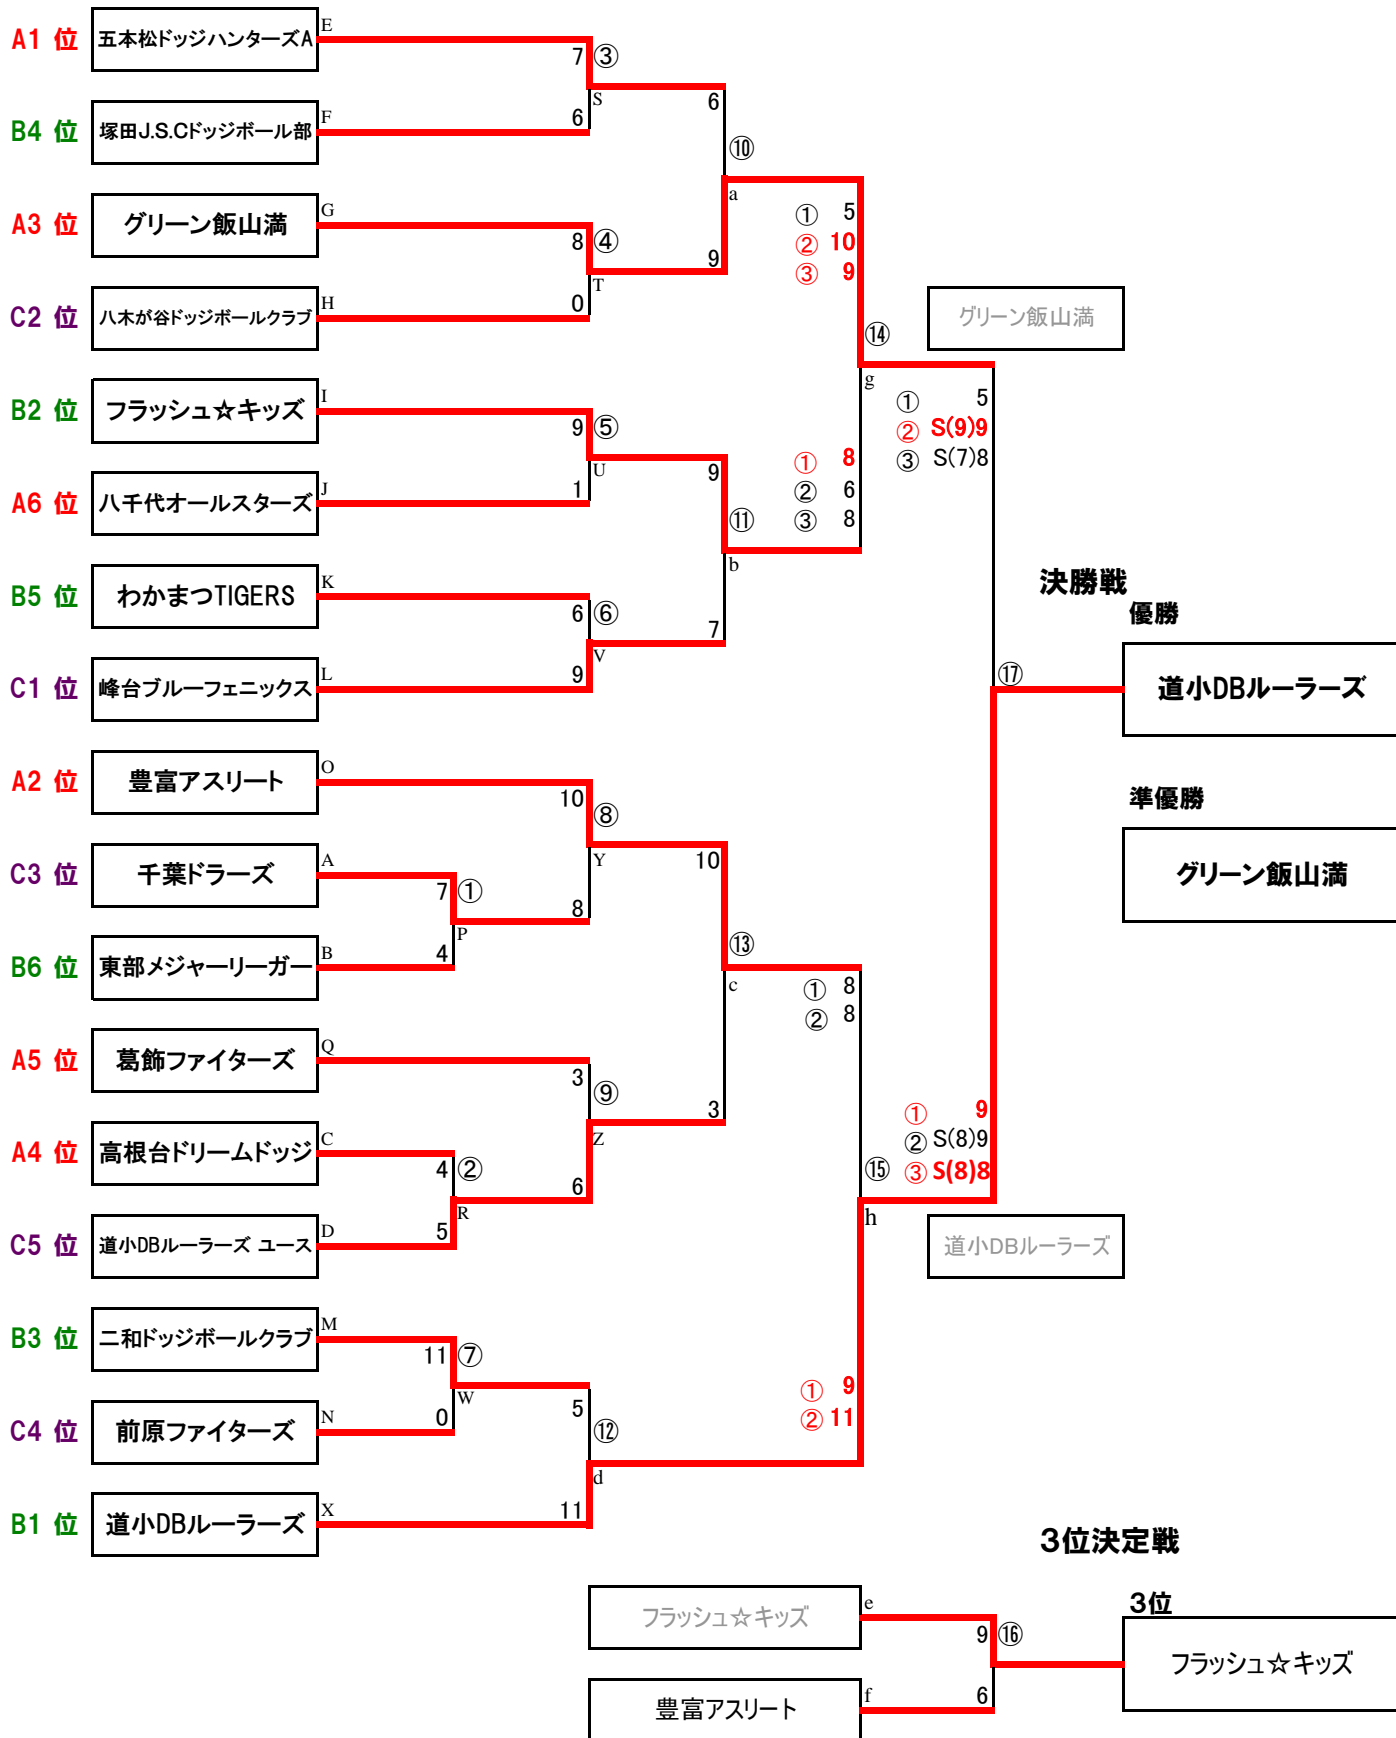 A1 位 五本松ドッジハンターズA E
7 ③
S
6
B4 位 塚田J.S.Cドッジボール部 F
6
⑩
A3 位 グリーン飯山満 G
a
① 5
② 10
③ 9
8 ④
9
T
C2 位 八木が谷ドッジボールクラブ H
0
グリーン飯山満
⑭
g
B2 位 フラッシュ☆キッズ I
① 5
② S(9)9
③ S(7)8
9 ⑤
U
9
① 8
② 6
③ 8
A6 位 八千代オールスターズ J
1
⑪
b
B5 位 わかまつTIGERS K
6 ⑥
7
V
決勝戦
優勝
C1 位 峰台ブルーフェニックス L
9
⑰
道小DBルーラーズ
A2 位 豊富アスリート O
10 ⑧
Y
10
準優勝
グリーン飯山満
C3 位 千葉ドラーズ A
7 ①
8
P
B6 位 東部メジャーリーガー B
4
⑬
c
① 8
② 8
A5 位 葛飾ファイターズ Q
3 ⑨
3
Z
A4 位 高根台ドリームドッジ C
4 ②
6
R
① 9
② S(8)9
③ S(8)8
⑮
h
C5 位 道小DBルーラーズ ユース D
5
道小DBルーラーズ
B3 位 二和ドッジボールクラブ M
11 ⑦
W
5
① 9
② 11
C4 位 前原ファイターズ N
0
⑫
d
B1 位 道小DBルーラーズ X
11
3位決定戦
フラッシュ☆キッズ e
9 ⑯
3位
フラッシュ☆キッズ
豊富アスリート f
6